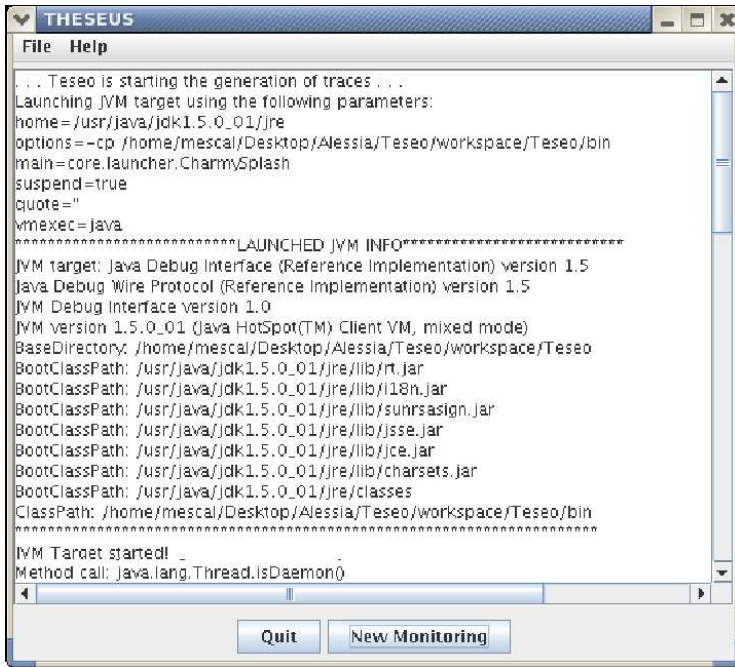 THESEUS
File Help
. . . Teseo is starting the generation of traces . . .
Launching JVM target using the following parameters:
home=/usr/java/jdk1.5.0_01/jre
options=-cp /home/mescal/Desktop/Alessia/Teseo/workspace/Teseo/bin
main=core.launcher.CharmySplash
suspend=true
quote="
vmexec=java
***************************LAUNCHED JVM INFO***************************
JVM target: Java Debug Interface (Reference Implementation) version 1.5
Java Debug Wire Protocol (Reference Implementation) version 1.5
JVM Debug Interface version 1.0
JVM version 1.5.0_01 (Java HotSpot(TM) Client VM, mixed mode)
BaseDirectory: /home/mescal/Desktop/Alessia/Teseo/workspace/Teseo
BootClassPath: /usr/java/jdk1.5.0_01/jre/lib/rt.jar
BootClassPath: /usr/java/jdk1.5.0_01/jre/lib/i18n.jar
BootClassPath: /usr/java/jdk1.5.0_01/jre/lib/sunrsasign.jar
BootClassPath: /usr/java/jdk1.5.0_01/jre/lib/jsse.jar
BootClassPath: /usr/java/jdk1.5.0_01/jre/lib/jce.jar
BootClassPath: /usr/java/jdk1.5.0_01/jre/lib/charsets.jar
BootClassPath: /usr/java/jdk1.5.0_01/jre/classes
ClassPath: /home/mescal/Desktop/Alessia/Teseo/workspace/Teseo/bin
***********************************************************************
JVM Target started!
Method call: java.lang.Thread.isDaemon()
Quit New Monitoring